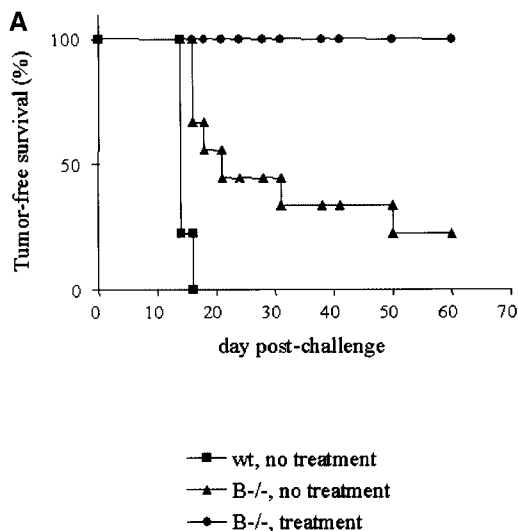 A
Tumor-free survival (%)
100
50
0
0 10 20 30 40 50 60 70
day post-challenge
wt, no treatment
B-/-, no treatment
B-/-, treatment